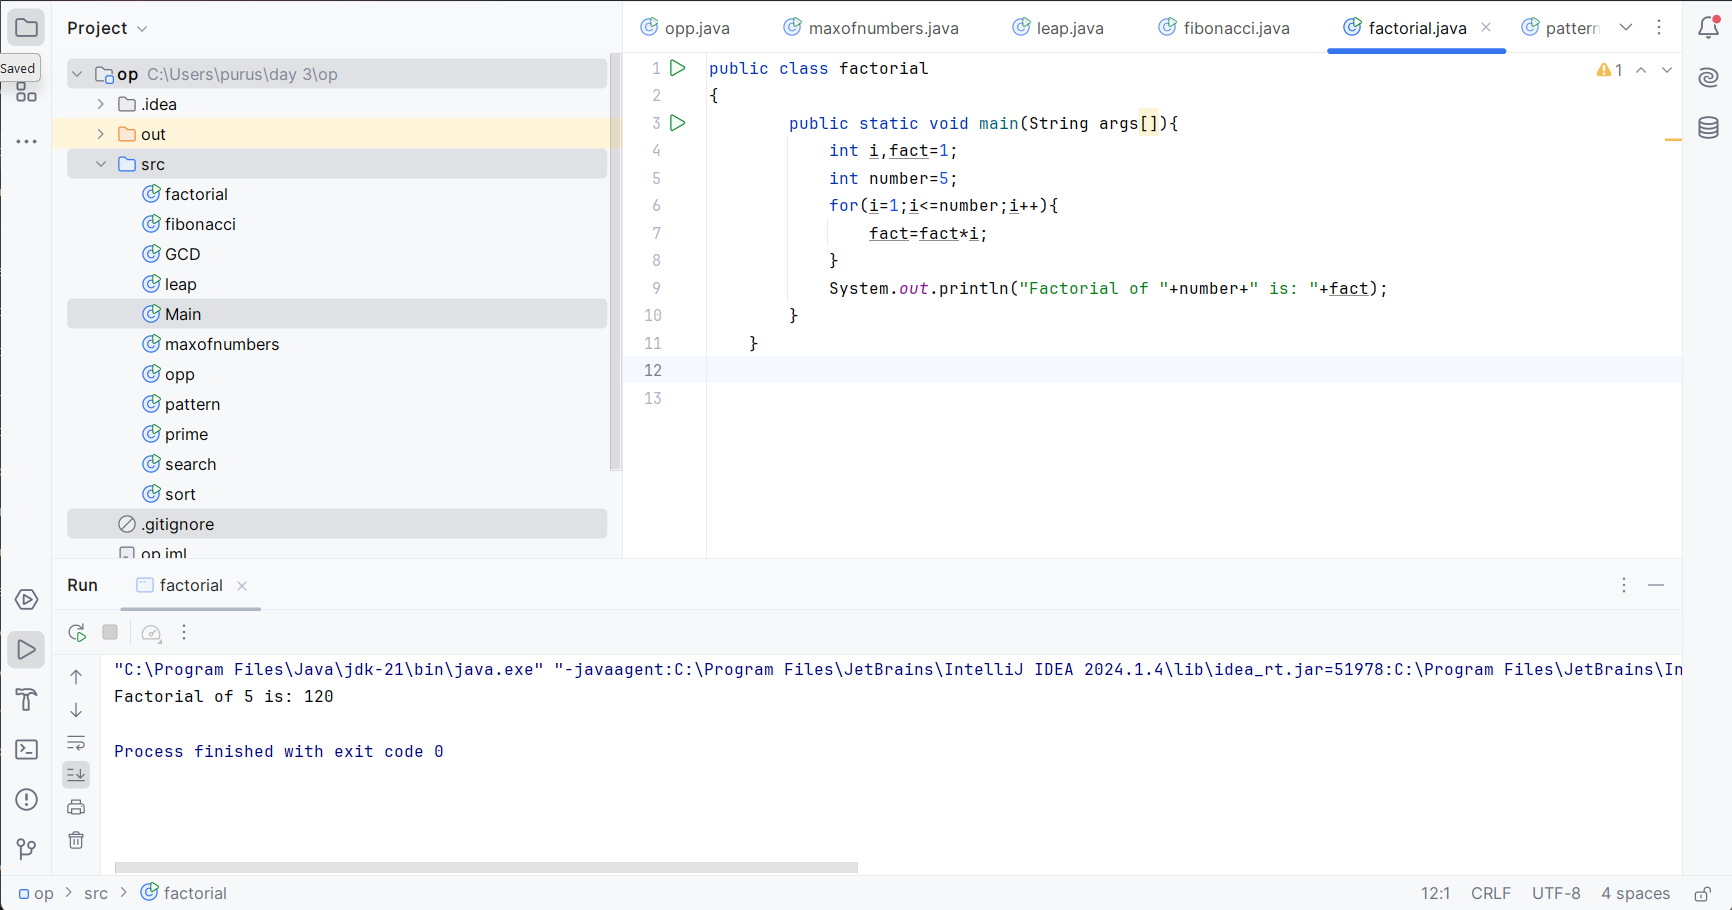 Project
Saved
op C:\Users\purus\day 3\op
.idea
out
src
factorial
fibonacci
GCD
leap
Main
maxofnumbers
opp
pattern
prime
search
sort
.gitignore
op.iml
opp.java maxofnumbers.java leap.java fibonacci.java factorial.java pattern
1 public class factorial
2 {
3 public static void main(String args[]){
4 int i,fact=1;
5 int number=5;
6 for(i=1;i<=number;i++){
7 fact=fact*i;
8 }
9 System.out.println("Factorial of "+number+" is: "+fact);
10 }
11 }
12
13
1
Run factorial
"C:\Program Files\Java\jdk-21\bin\java.exe" "-javaagent:C:\Program Files\JetBrains\IntelliJ IDEA 2024.1.4\lib\idea_rt.jar=51978:C:\Program Files\JetBrains\In
Factorial of 5 is: 120
Process finished with exit code 0
op > src > factorial
12:1 CRLF UTF-8 4 spaces